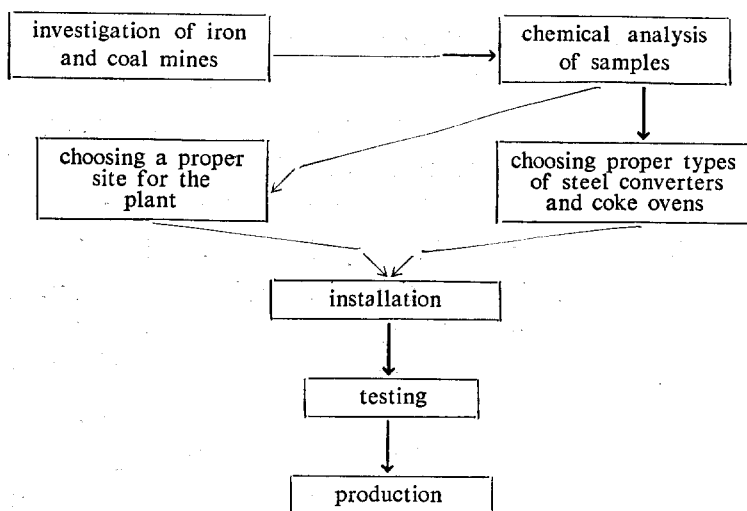 investigation of iron
and coal mines
chemical analysis
of samples
choosing a proper
site for the
plant
choosing proper types
of steel converters
and coke ovens
installation
testing
production